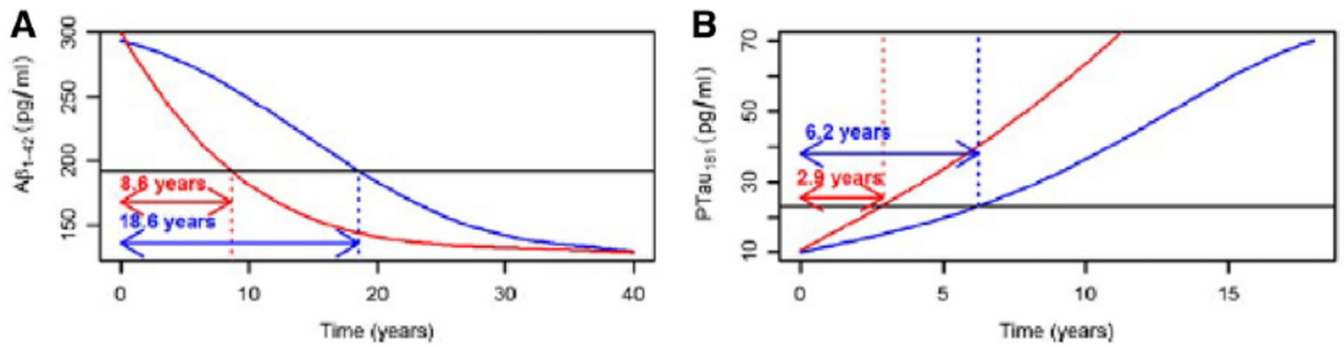 A
Aβ1–42 (pg/ml)
300
250
200
150
8.6 years
18.6 years
0 10 20 30 40
Time (years)
B
PTau181 (pg/ml)
70
50
30
10
6.2 years
2.9 years
0 5 10 15
Time (years)